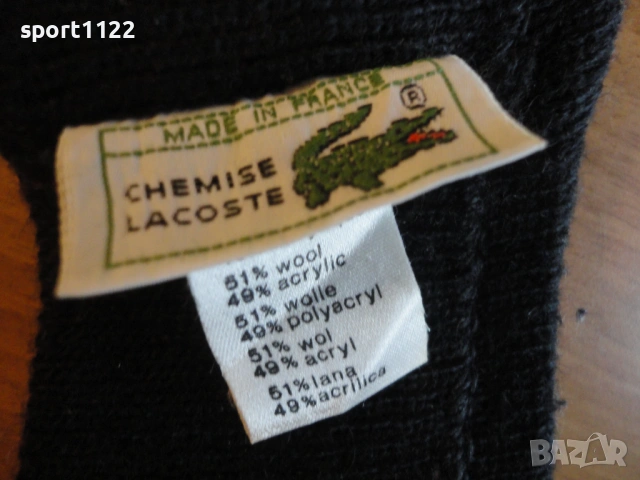 sport1122
MADE IN FRANCE
®
CHEMISE
LACOSTE
51% wool
49% acrylic
51% wolle
49% polyacryl
51% wol
49% acryl
51% lana
49% acrilica
BAZAR